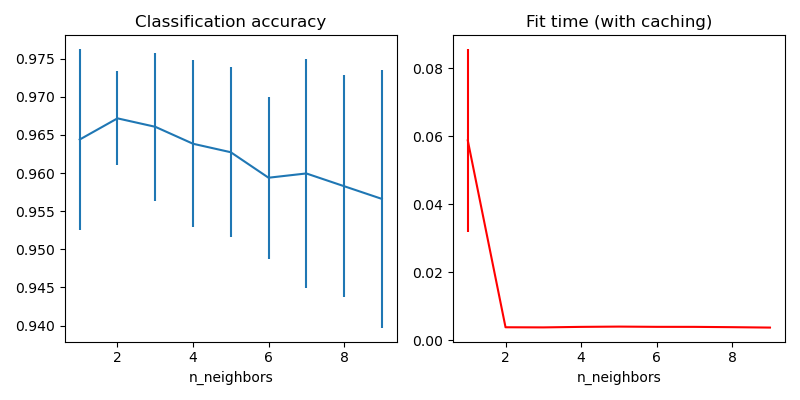 Classification accuracy
0.975
0.970
0.965
0.960
0.955
0.950
0.945
0.940
2 4 6 8
n_neighbors
Fit time (with caching)
0.08
0.06
0.04
0.02
0.00
2 4 6 8
n_neighbors